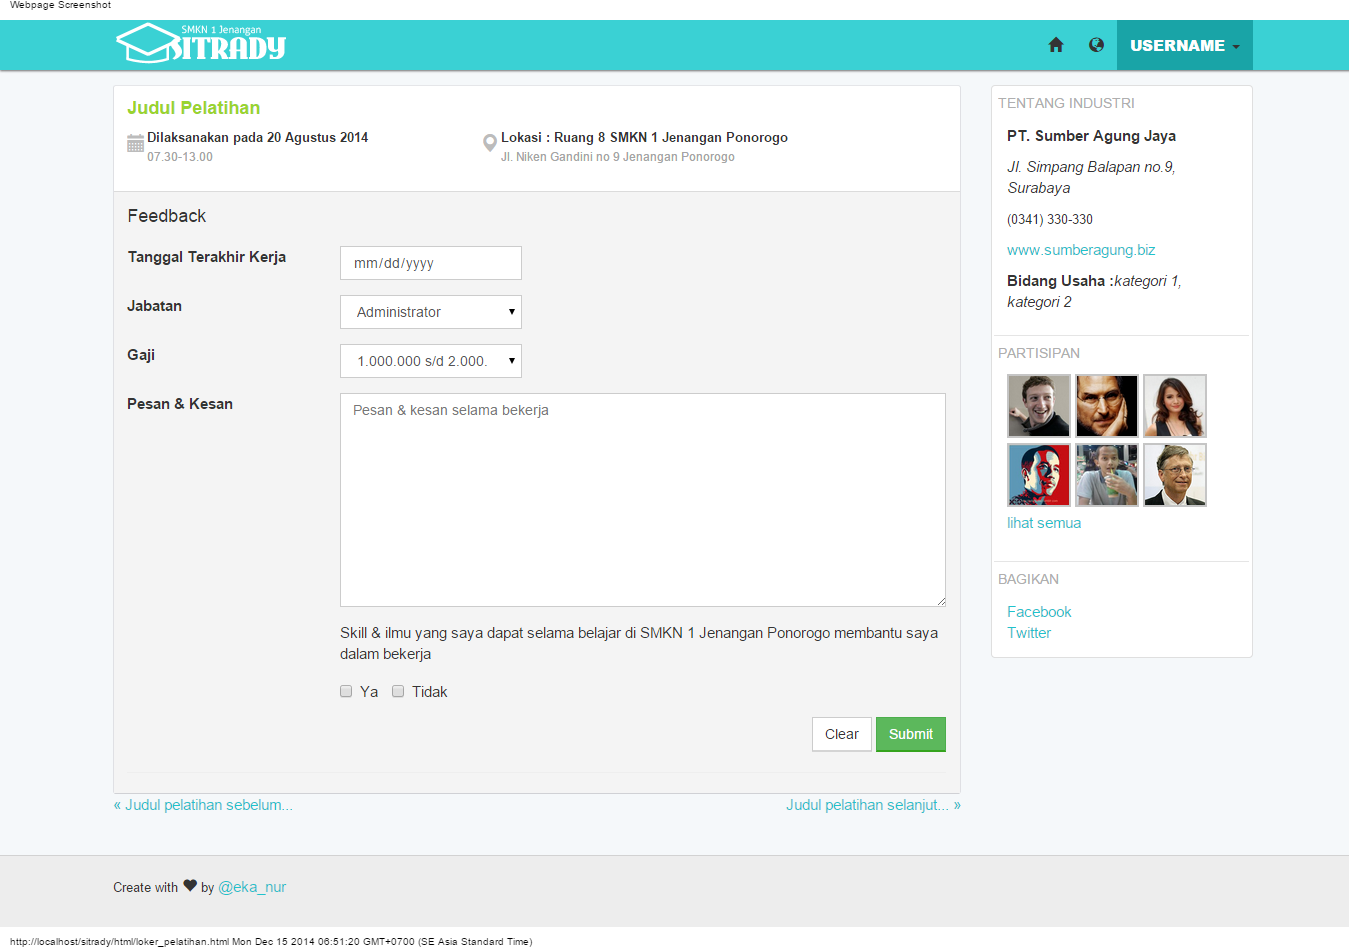 Webpage Screenshot
SMKN 1 Jenangan
SITRADY
USERNAME
Judul Pelatihan
Dilaksanakan pada 20 Agustus 2014
07.30-13.00
Lokasi : Ruang 8 SMKN 1 Jenangan Ponorogo
Jl. Niken Gandini no 9 Jenangan Ponorogo
Feedback
Tanggal Terakhir Kerja
mm/dd/yyyy
Jabatan
Administrator
Gaji
1.000.000 s/d 2.000.
Pesan & Kesan
Pesan & kesan selama bekerja
Skill & ilmu yang saya dapat selama belajar di SMKN 1 Jenangan Ponorogo membantu saya
dalam bekerja
Ya Tidak
Clear Submit
« Judul pelatihan sebelum...
Judul pelatihan selanjut... »
TENTANG INDUSTRI
PT. Sumber Agung Jaya
Jl. Simpang Balapan no.9,
Surabaya
(0341) 330-330
www.sumberagung.biz
Bidang Usaha :kategori 1,
kategori 2
PARTISIPAN
lihat semua
BAGIKAN
Facebook
Twitter
Create with by @eka_nur
http://localhost/sitrady/html/loker_pelatihan.html Mon Dec 15 2014 06:51:20 GMT+0700 (SE Asia Standard Time)